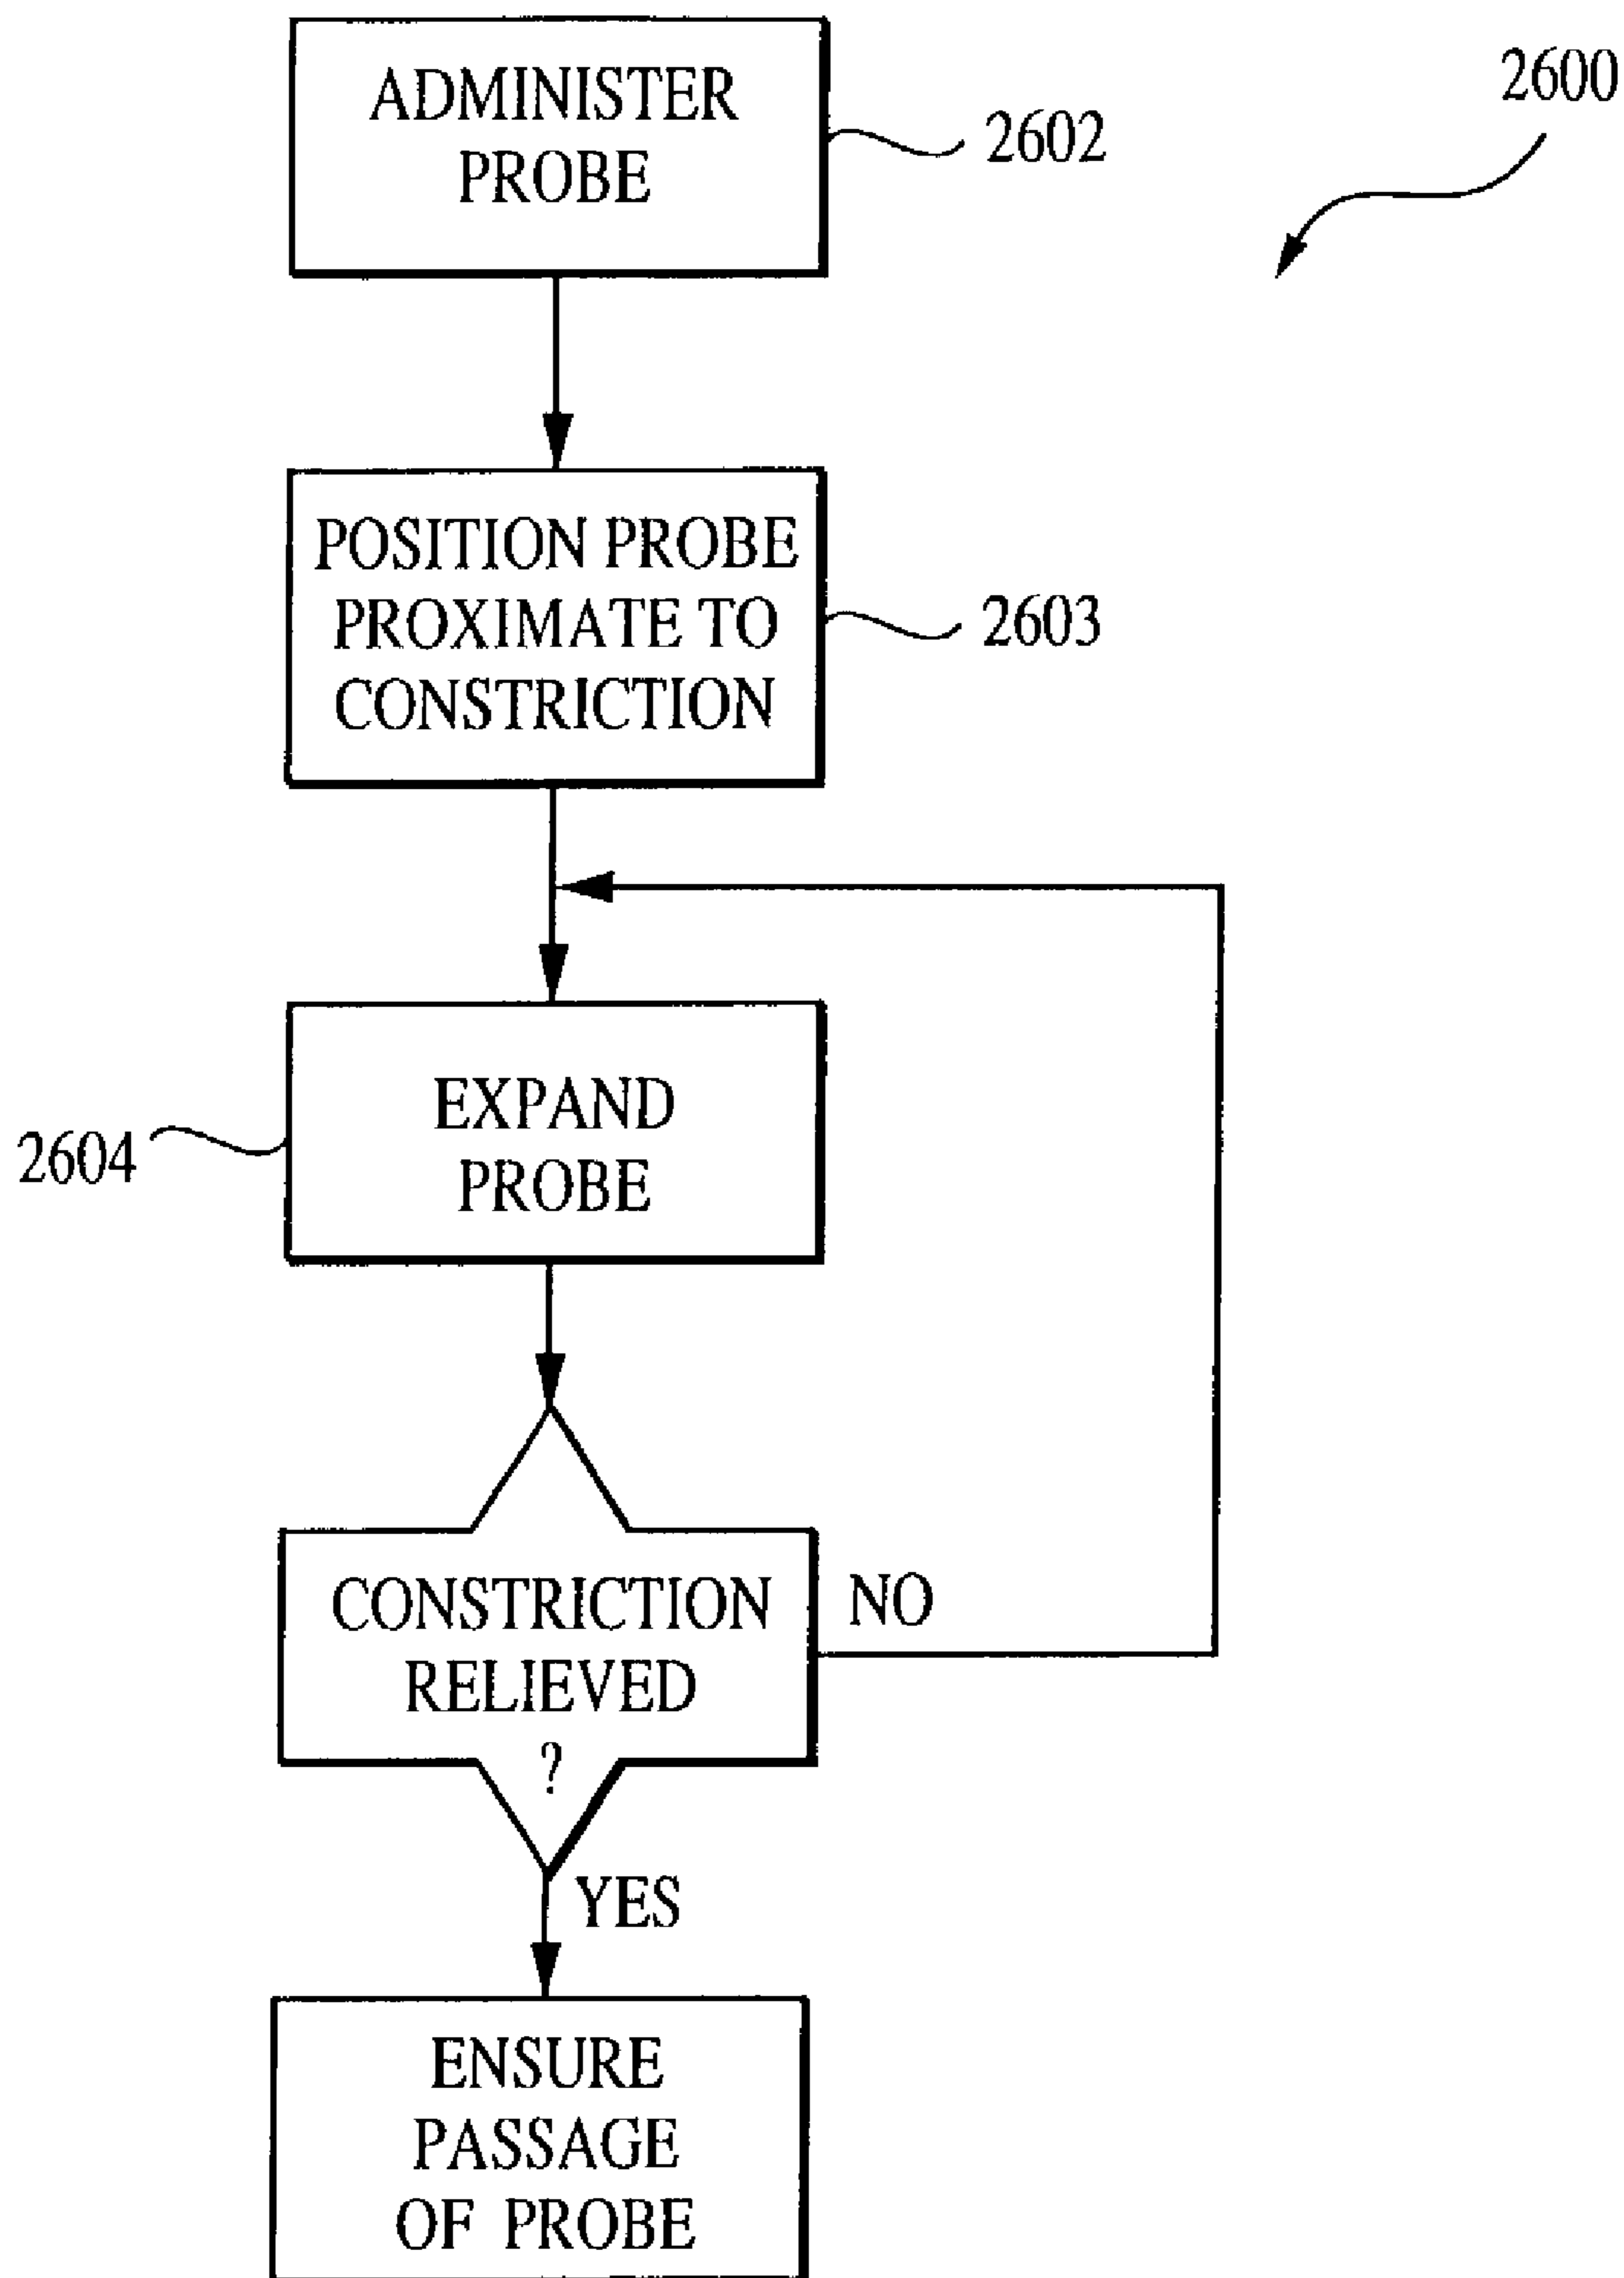 2600
ADMINISTER
PROBE
2602
POSITION PROBE
PROXIMATE TO
CONSTRICTION
2603
EXPAND
PROBE
2604
CONSTRICTION
RELIEVED
?
NO
YES
ENSURE
PASSAGE
OF PROBE